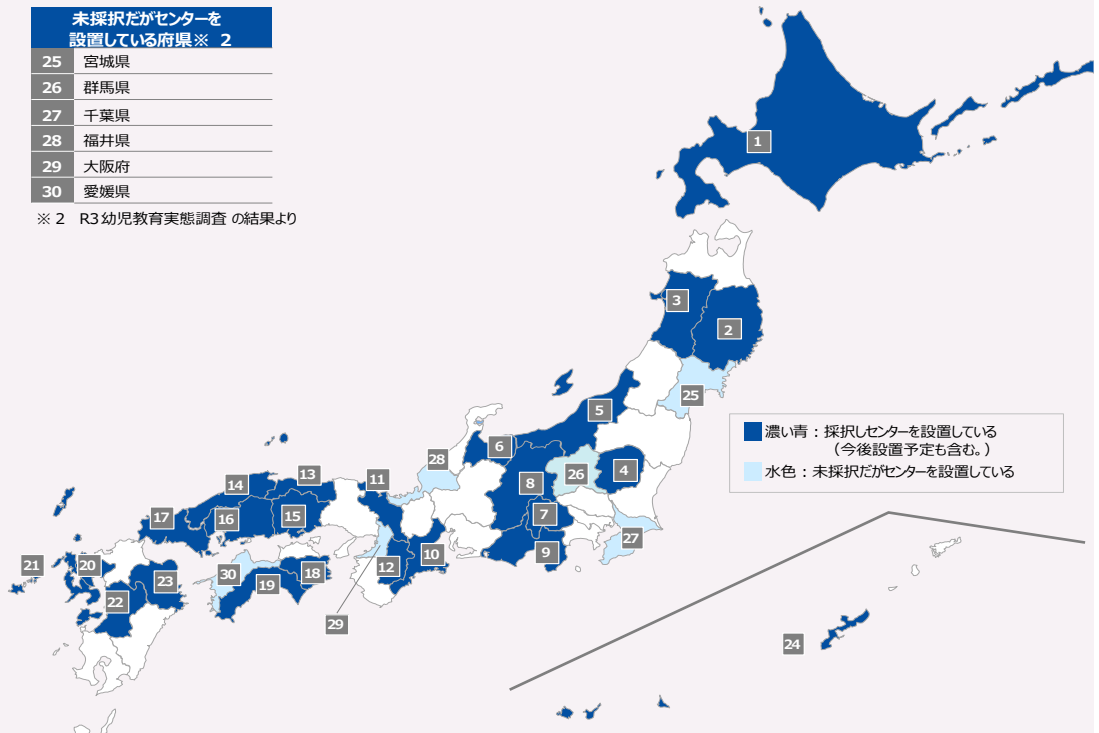 未採択だがセンターを
設置している府県※ 2
25 宮城県
26 群馬県
27 千葉県
28 福井県
29 大阪府
30 愛媛県
※ 2 R3幼児教育実態調査 の結果より
1
3
2
25
5
6
28
4
26
8
13
11
14
濃い青：採択しセンターを設置している
（今後設置予定も含む。）
水色：未採択だがセンターを設置している
17
16
15
7
27
9
10
12
21
20
30
18
23
19
22
29
24